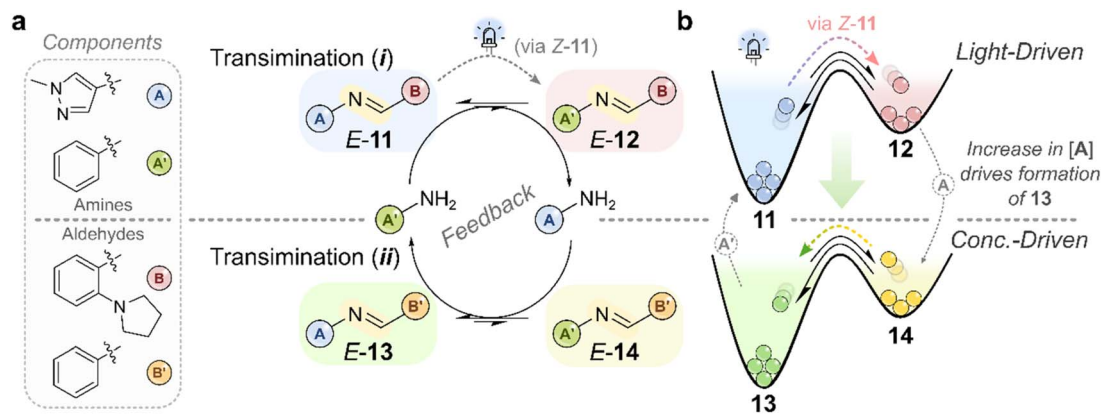 a
Components
N
N
A
A'
Amines
Aldehydes
N
B
B'
Transimination (i)
(via Z-11)
A
N
B
E-11
A'
N
B
E-12
A'
NH2
Feedback
A
NH2
Transimination (ii)
A
N
B'
E-13
A'
N
B'
E-14
b
via Z-11
Light-Driven
11
12
A
Increase in [A]
drives formation
of 13
A'
Conc.-Driven
13
14